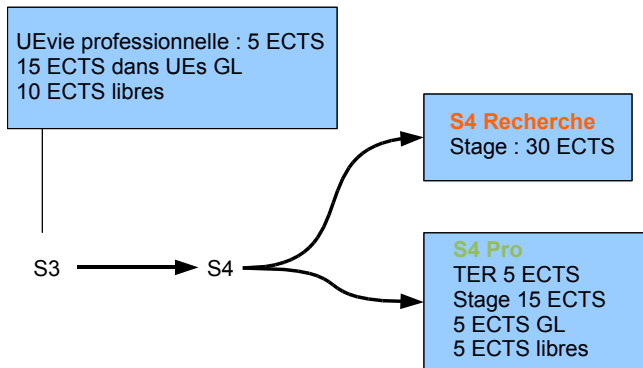 UEvie professionnelle : 5 ECTS
15 ECTS dans UEs GL
10 ECTS libres
S4 Recherche
Stage : 30 ECTS
S3
S4
S4 Pro
TER 5 ECTS
Stage 15 ECTS
5 ECTS GL
5 ECTS libres